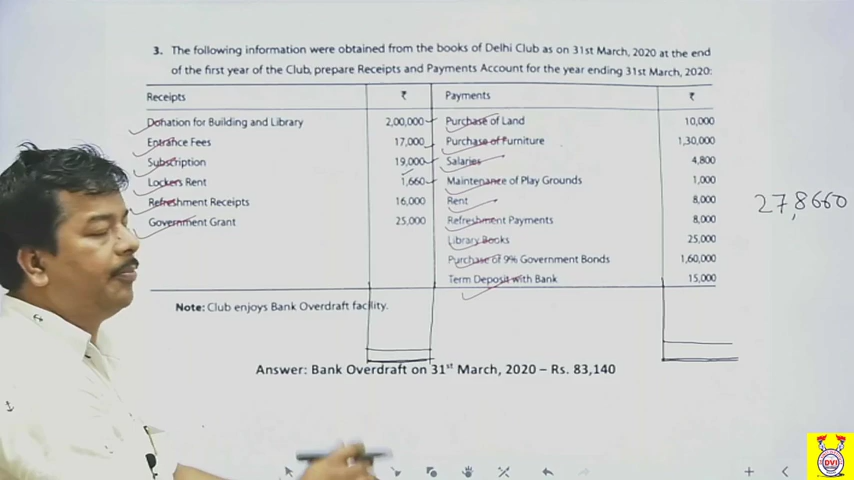 3. The following information were obtained from the books of Delhi Club as on 31st March, 2020 at the end
of the first year of the Club, prepare Receipts and Payments Account for the year ending 31st March, 2020:
Receipts ₹ Payments ₹
Donation for Building and Library 2,00,000 Purchase of Land 10,000
Entrance Fees 17,000 Purchase of Furniture 1,30,000
Subscription 19,000 Salaries 4,800
Lockers Rent 1,660 Maintenance of Play Grounds 1,000
Refreshment Receipts 16,000 Rent 8,000
Government Grant 25,000 Refreshment Payments 8,000
Library Books 25,000
Purchase of 9% Government Bonds 1,60,000
Term Deposit with Bank 15,000
27,8660
Note: Club enjoys Bank Overdraft facility.
Answer: Bank Overdraft on 31st March, 2020 – Rs. 83,140
DVI